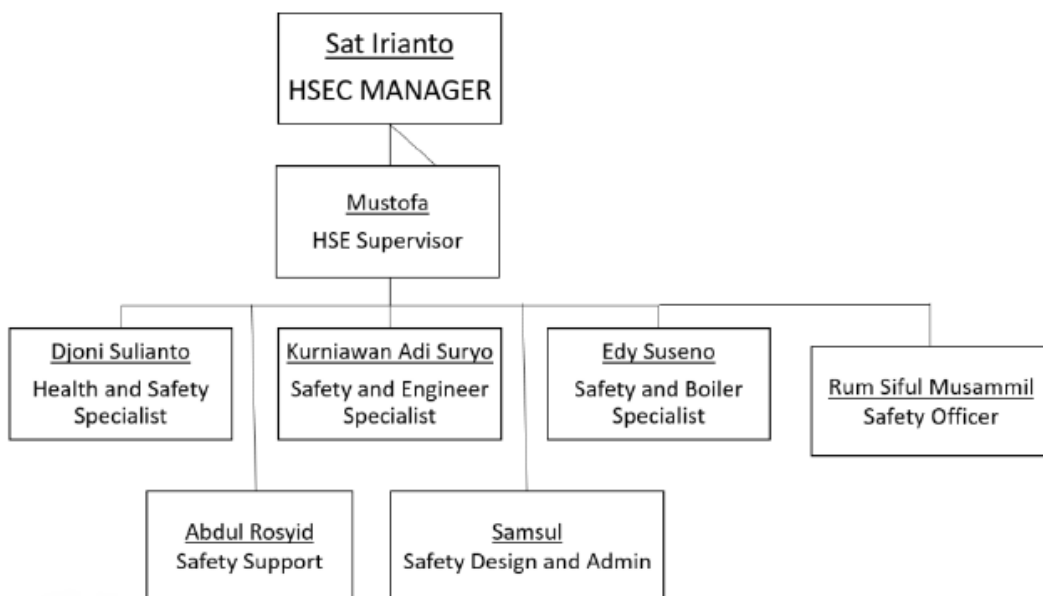 Sat Irianto
HSEC MANAGER
Mustofa
HSE Supervisor
Djoni Sulianto
Health and Safety
Specialist
Kurniawan Adi Suryo
Safety and Engineer
Specialist
Edy Suseno
Safety and Boiler
Specialist
Rum Siful Musammil
Safety Officer
Abdul Rosyid
Safety Support
Samsul
Safety Design and Admin